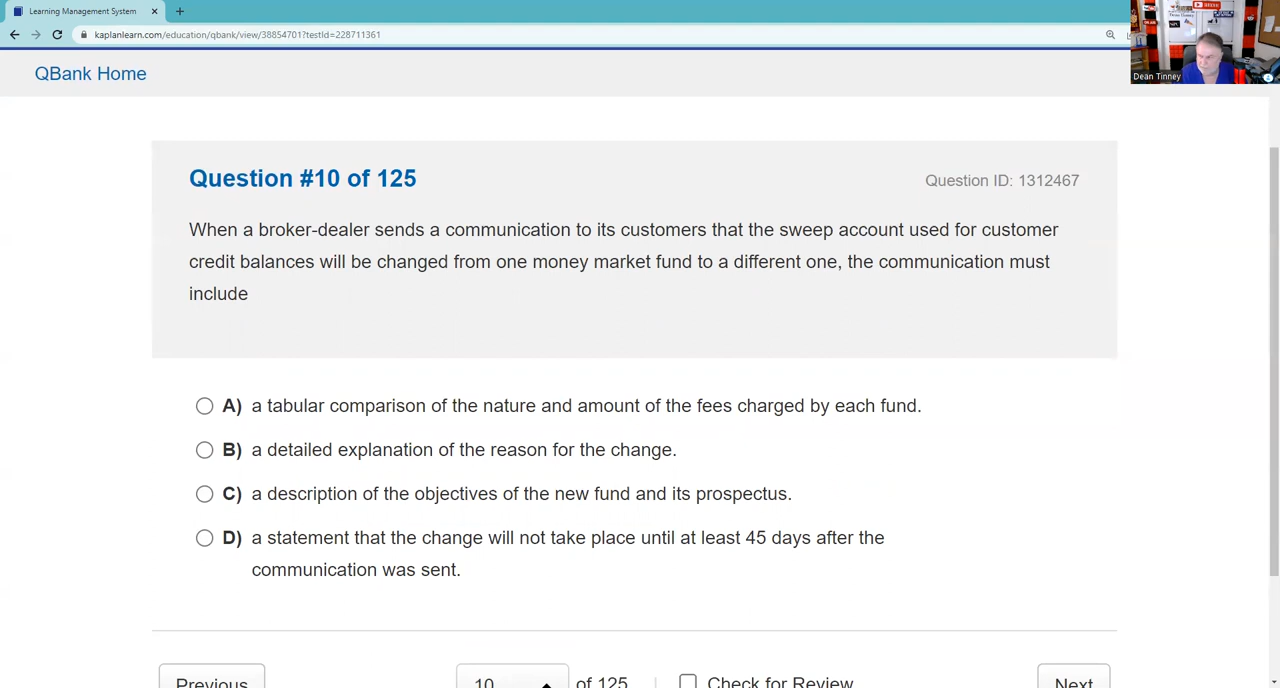 Learning Management System
kaplanlearn.com/education/qbank/view/38854701?testId=228711361
Dean Tinney
QBank Home
Question #10 of 125
Question ID: 1312467
When a broker-dealer sends a communication to its customers that the sweep account used for customer
credit balances will be changed from one money market fund to a different one, the communication must
include
A) a tabular comparison of the nature and amount of the fees charged by each fund.
B) a detailed explanation of the reason for the change.
C) a description of the objectives of the new fund and its prospectus.
D) a statement that the change will not take place until at least 45 days after the
communication was sent.
Previous
10
of 125
Check for Review
Next